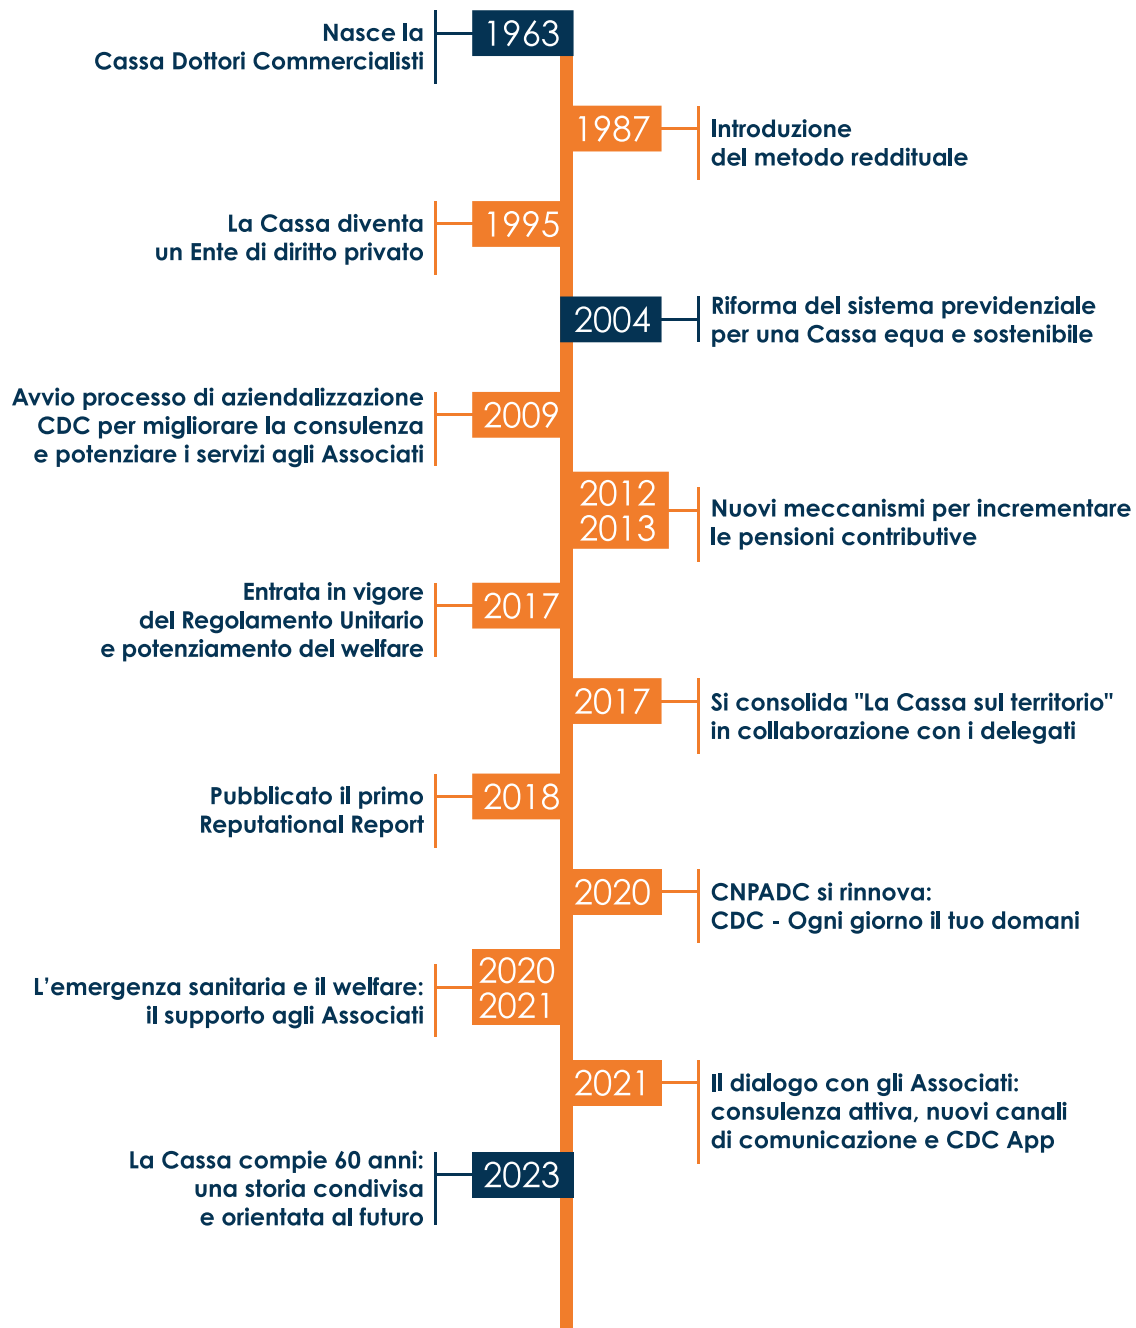 Nasce la
Cassa Dottori Commercialisti
1963
1987
Introduzione
del metodo reddituale
La Cassa diventa
un Ente di diritto privato
1995
2004
Riforma del sistema previdenziale
per una Cassa equa e sostenibile
Avvio processo di aziendalizzazione
CDC per migliorare la consulenza
e potenziare i servizi agli Associati
2009
2012
2013
Nuovi meccanismi per incrementare
le pensioni contributive
Entrata in vigore
del Regolamento Unitario
e potenziamento del welfare
2017
2017
Si consolida "La Cassa sul territorio"
in collaborazione con i delegati
Pubblicato il primo
Reputational Report
2018
2020
CNPADC si rinnova:
CDC - Ogni giorno il tuo domani
L'emergenza sanitaria e il welfare:
il supporto agli Associati
2020
2021
2021
Il dialogo con gli Associati:
consulenza attiva, nuovi canali
di comunicazione e CDC App
La Cassa compie 60 anni:
una storia condivisa
e orientata al futuro
2023